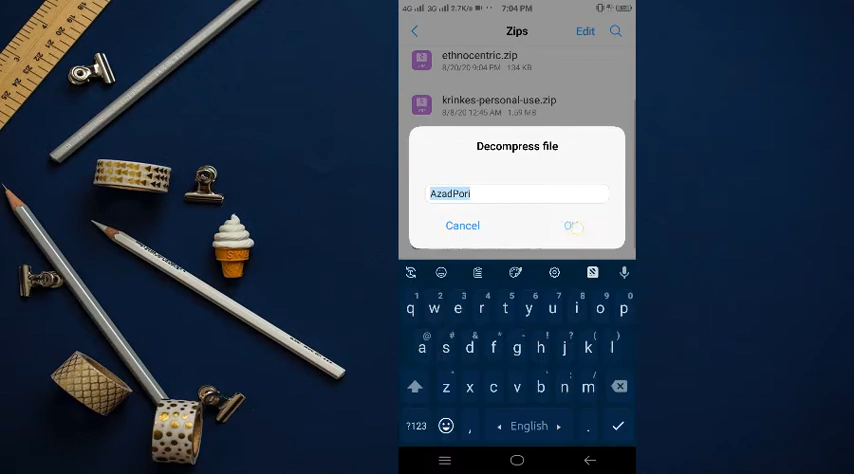 4G 3G 2.7K/s 7:04 PM
Zips Edit
ethnocentric.zip
8/20/20 9:04 PM 134 KB
krinkes-personal-use.zip
8/8/20 12:45 AM 1.59 MB
Decompress file
AzadPori
Cancel OK
1 2 3 4 5 6 7 8 9 0
q w e r t y u i o p
@ # & * - ! ? ( )
a s d f g h j k l
z x c v b n m
?123 , English .